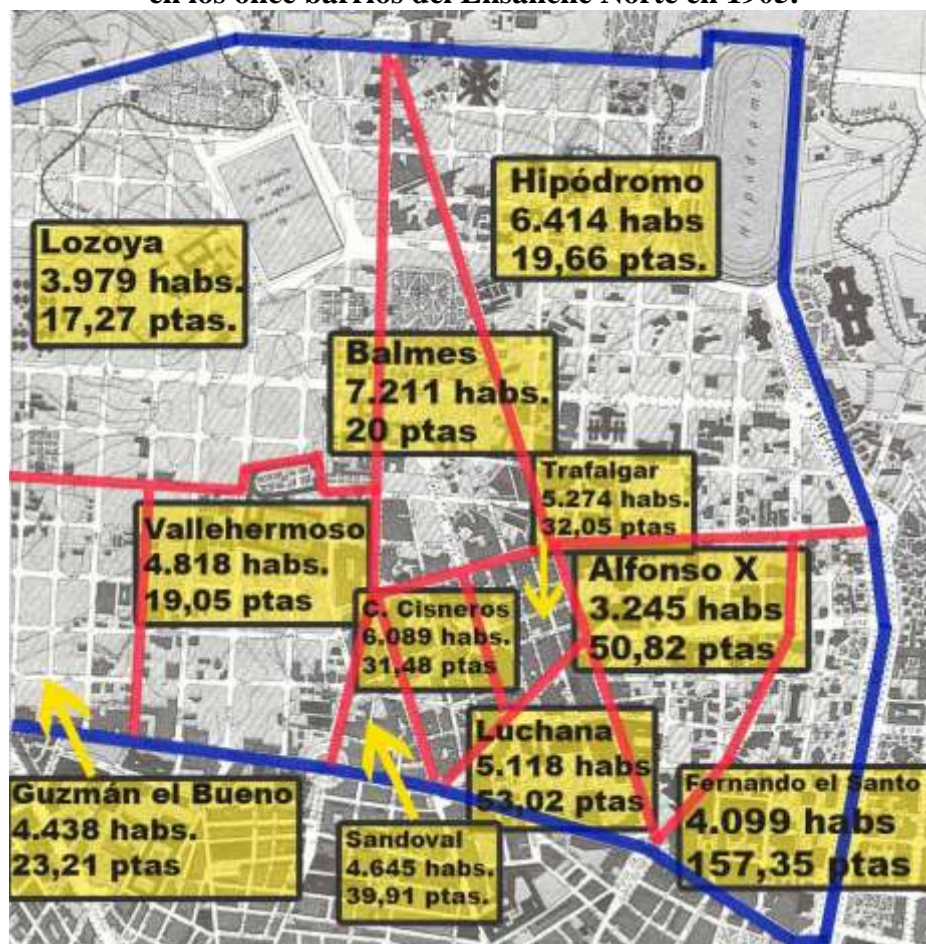 en los once barrios del Ensanche Norte en 1905.
Hipódromo
6.414 habs
19,66 ptas.
Hipódromo
Lozoya
3.979 habs.
17,27 ptas.
Balmes
7.211 habs.
20 ptas
Trafalgar
5.274 habs.
32,05 ptas
Vallehermoso
4.818 habs.
19,05 ptas
Alfonso X
3.245 habs
50,82 ptas
C. Cisneros
6.089 habs.
31,48 ptas
Luchana
5.118 habs
53,02 ptas
Fernando el Santo
4.099 habs
157,35 ptas
Guzmán el Bueno
4.438 habs.
23,21 ptas
Sandoval
4.645 habs.
39,91 ptas.